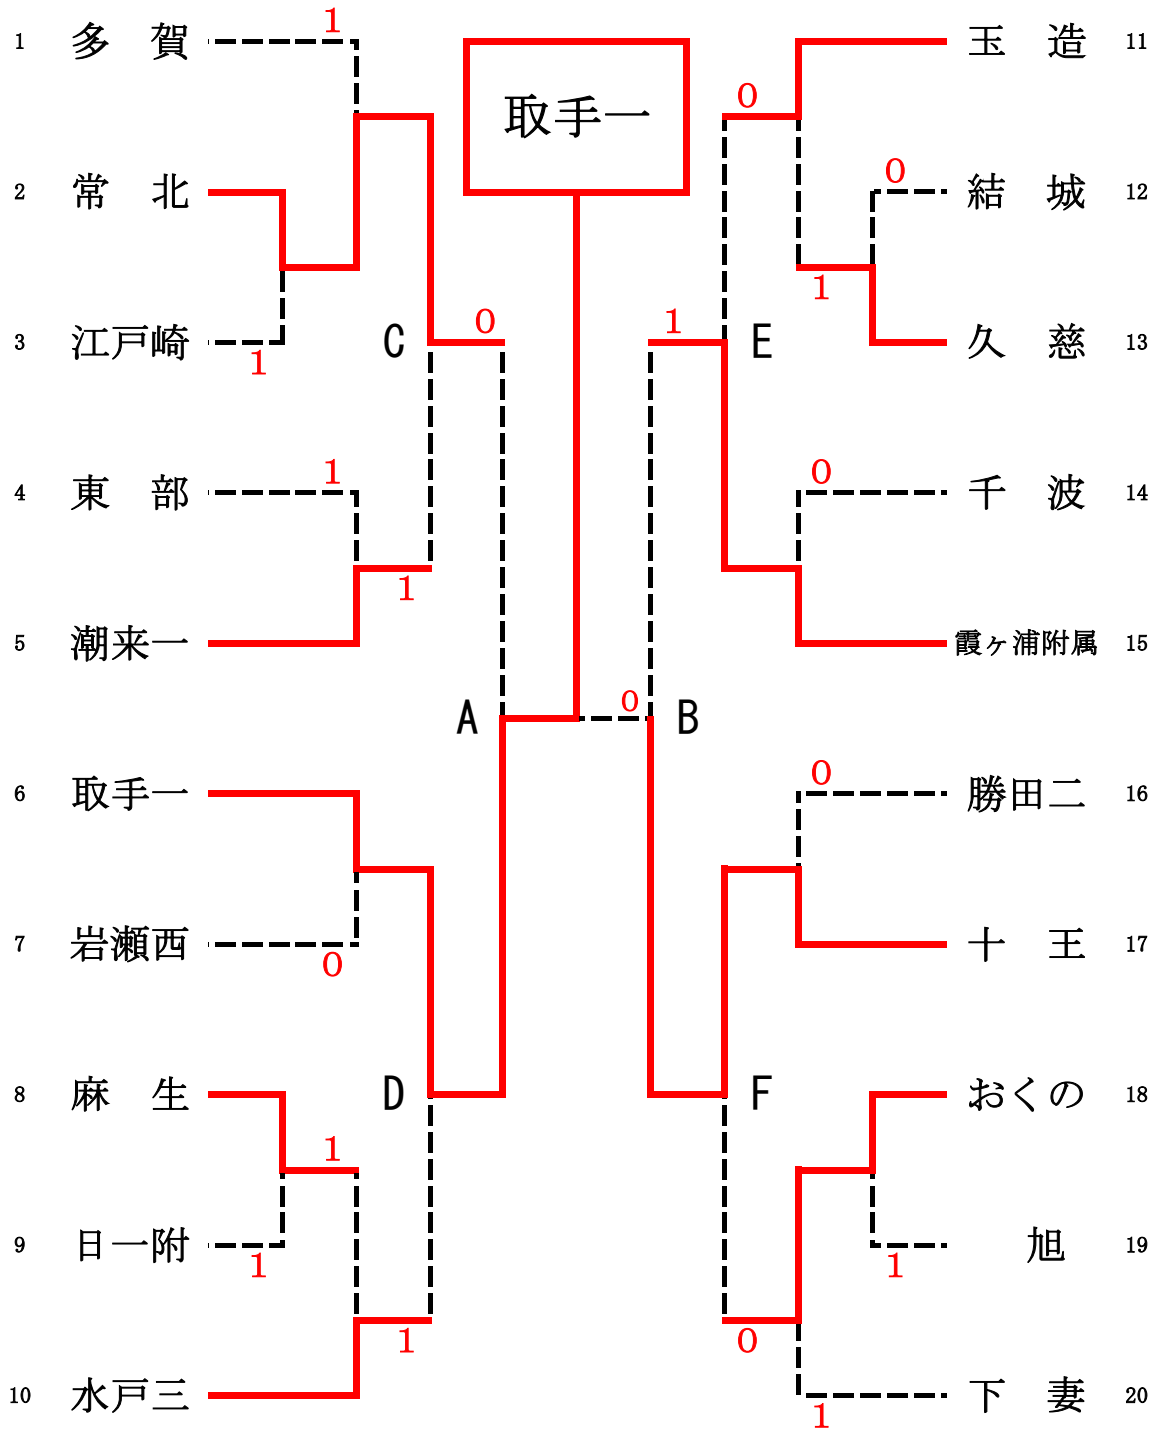 1 多 賀 1
取手一
玉 造 11
0
2 常 北
0 結 城 12
3 江戸崎 1
C 0
1 E
1
久 慈 13
4 東 部 1
0 千 波 14
5 潮来一
1
霞ヶ浦附属 15
A
0 B
6 取手一
0 勝田二 16
7 岩瀬西 0
十 王 17
8 麻 生
D
F
おくの 18
1
9 日一附 1
1 旭 19
10 水戸三
1
0
1 下 妻 20